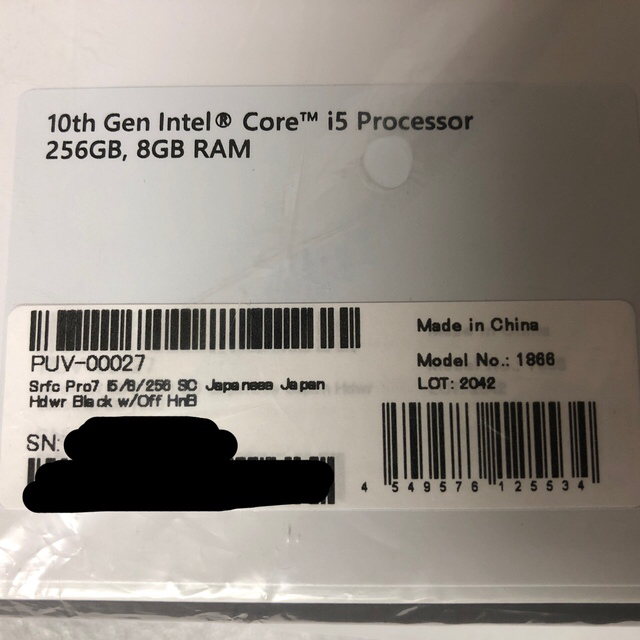 10th Gen Intel® Core™ i5 Processor
256GB, 8GB RAM
PUV-00027
Srfc Pro7 i5/8/256 SC Japanese Japan
Hdwr Black w/Off HnB
SN:
Made in China
Model No.: 1866
LOT: 2042
4 549576 125534